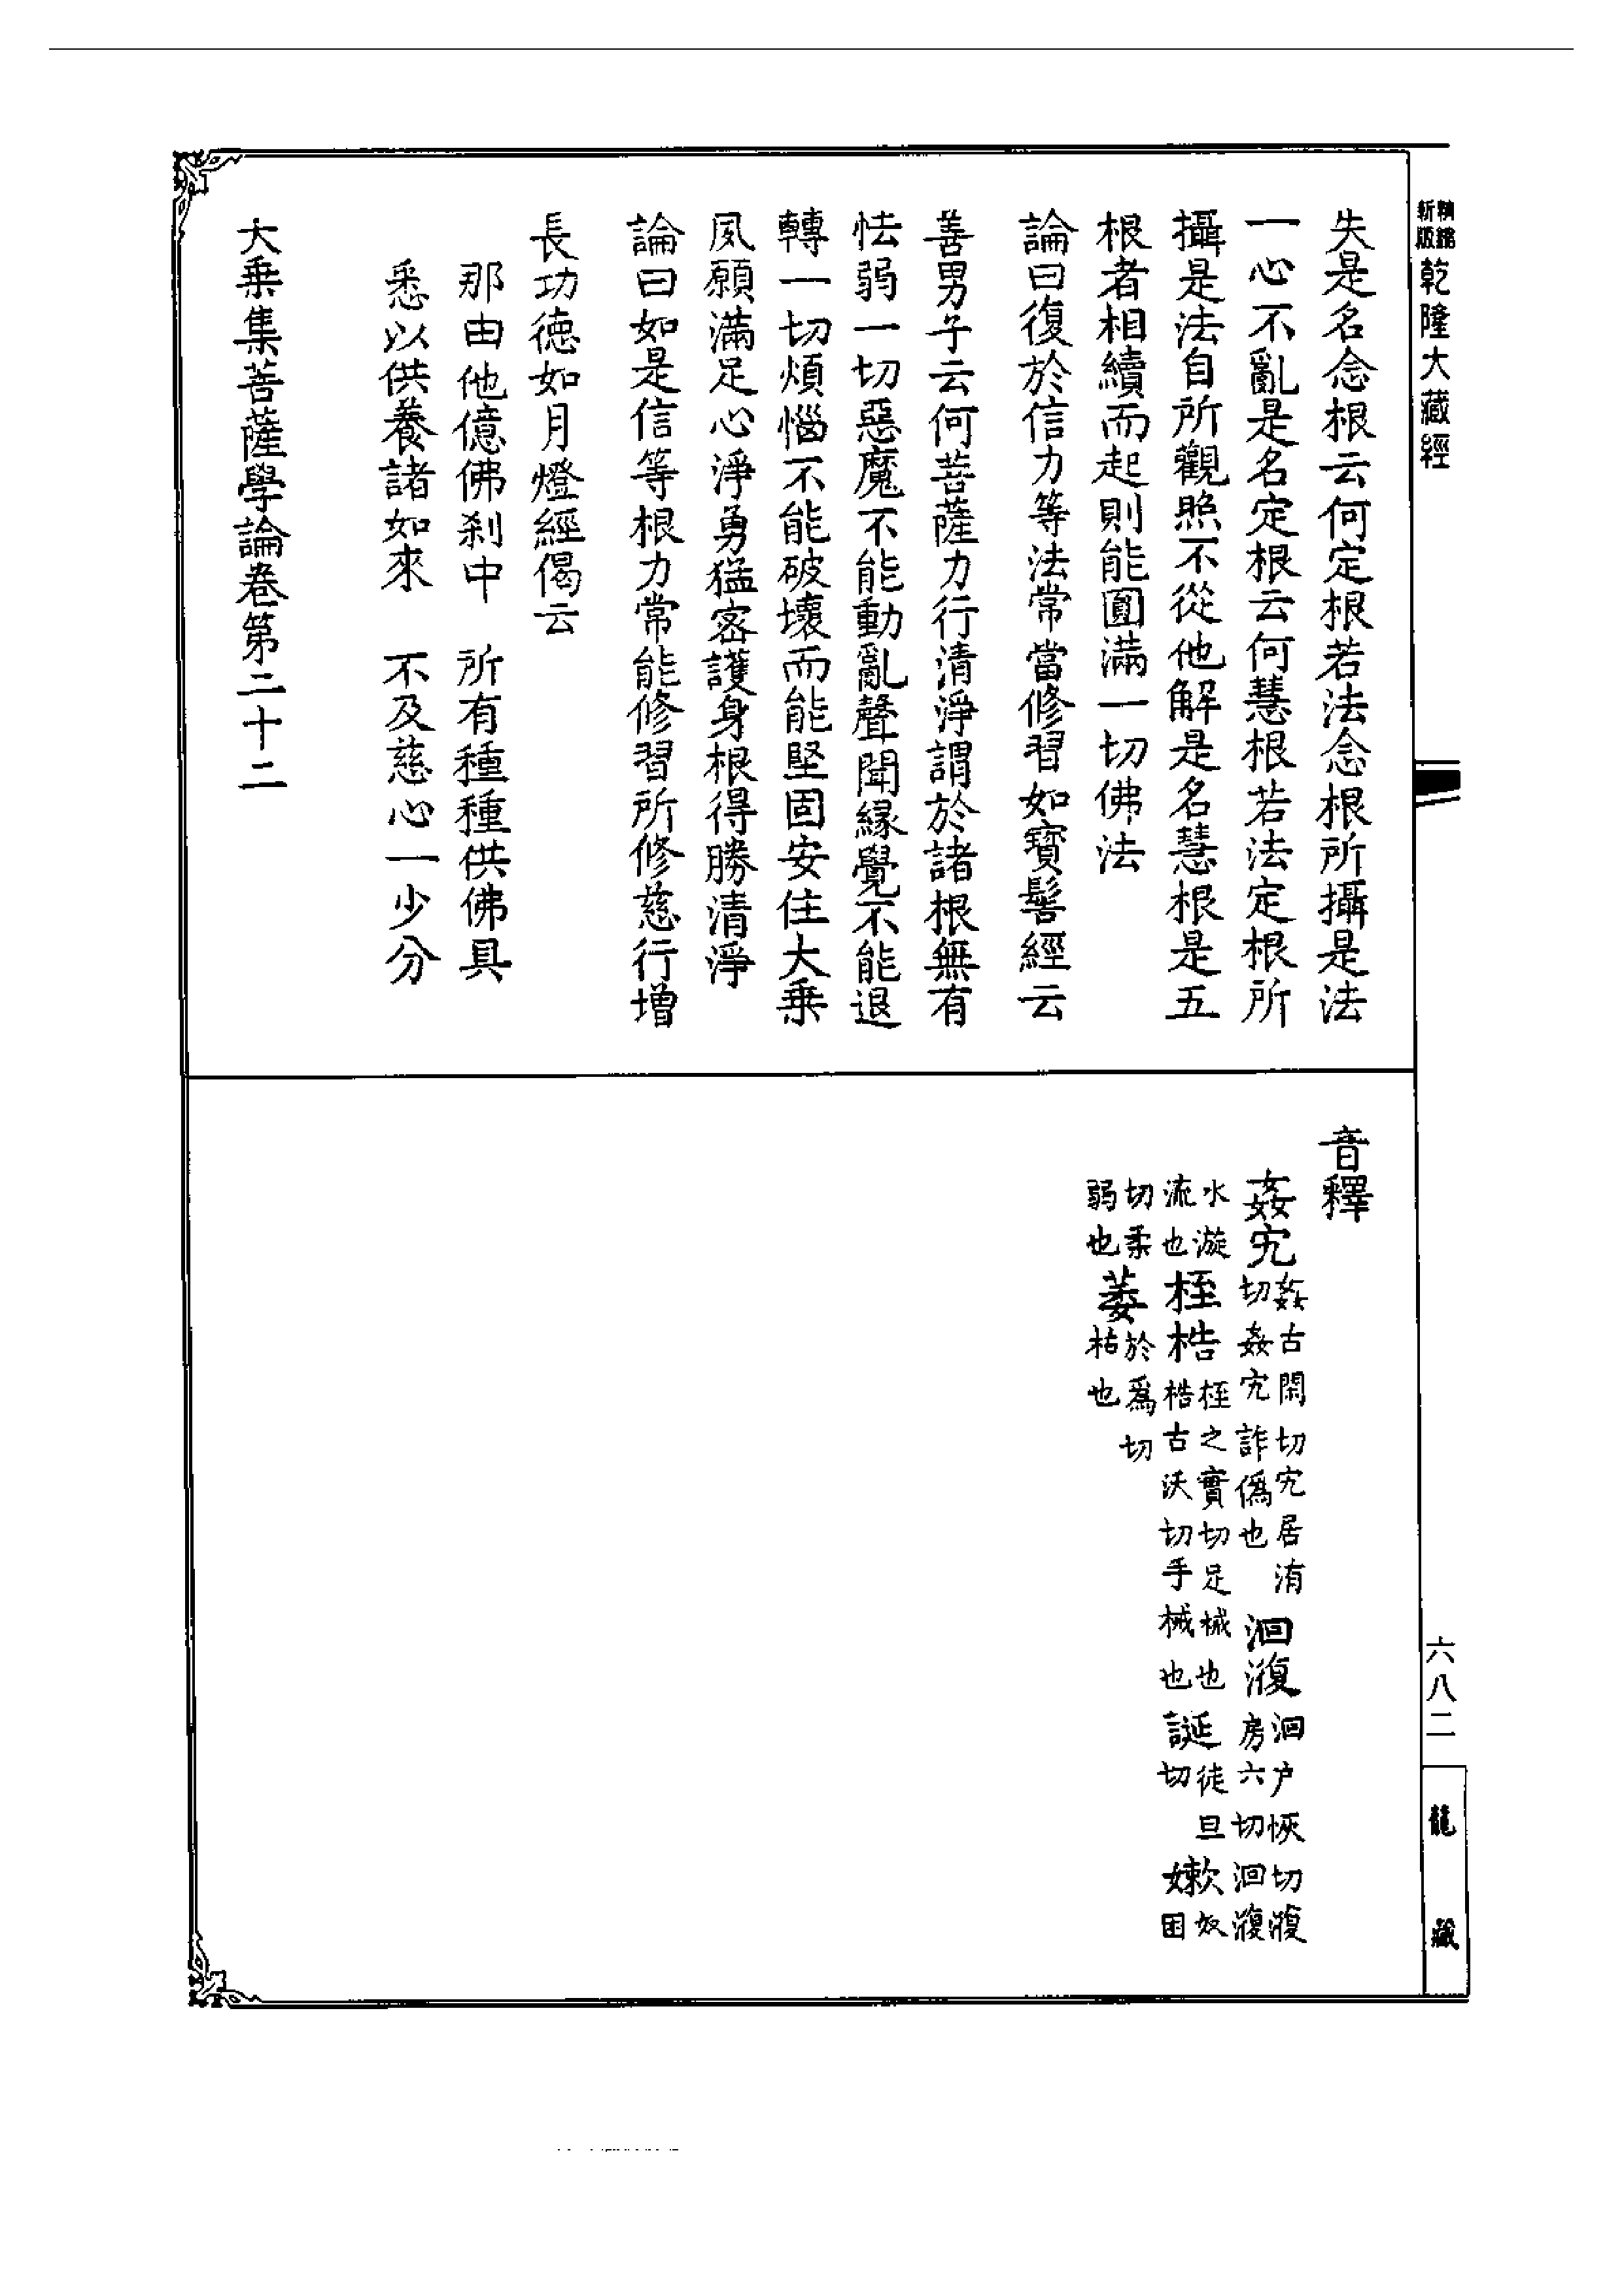 精縮新版乾隆大藏經
失是名念根云何定根若法念根所攝是法
一心不亂是名定根云何慧根若法定根所
攝是法自所觀照不從他解是名慧根是五
根者相續而起則能圓滿一切佛法
論曰復於信力等法常當修習如寶髻經云
善男子云何菩薩力行清淨謂於諸根無有
怯弱一切惡魔不能動亂聲聞緣覺不能退
轉一切煩惱不能破壞而能堅固安住大乗
夙願滿足心淨勇猛密護身根得勝清淨
論曰如是信等根力常能修習所修慈行增
長功德如月燈經偈云
那由他億佛刹中　所有種種供佛具
悉以供養諸如來　不及慈心一少分
大乗集菩薩學論卷第二十二
音釋
姦宄姦古閑切宄居洧切姦宄詐僞也洄澓洄户恢切澓房六切洄澓
水漩流也桎梏桎之實切足械也梏古沃切手械也誕徒旦切嫰奴困
切柔弱也萎於爲切枯也
六八二
龍藏